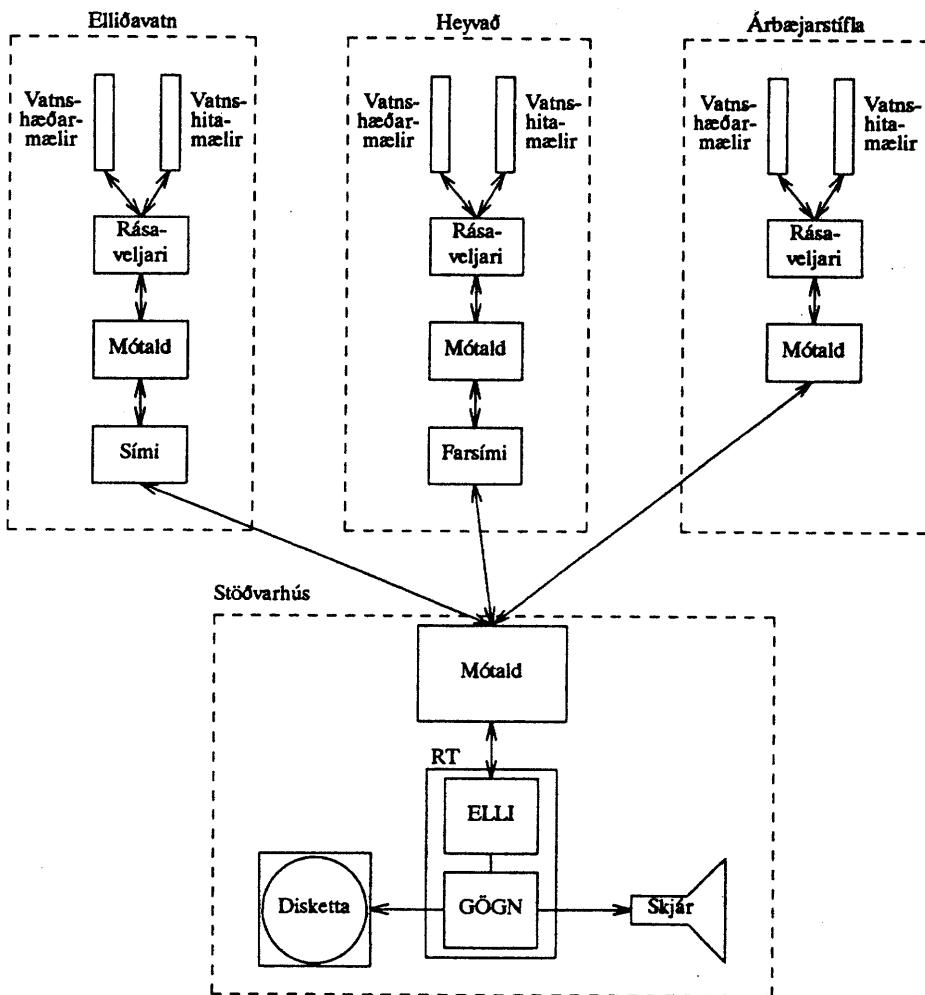 Elliðavatn
Vatns-
hæðar-
mælir
Vatns-
hita-
mælir
Rása-
veljari
Mótald
Sími
Heyvað
Vatns-
hæðar-
mælir
Vatns-
hita-
mælir
Rása-
veljari
Mótald
Farsími
Árbæjarstífla
Vatns-
hæðar-
mælir
Vatns-
hita-
mælir
Rása-
veljari
Mótald
Stöðvarhús
Mótald
RT
ELLI
Disketta
GÖGN
Skjár